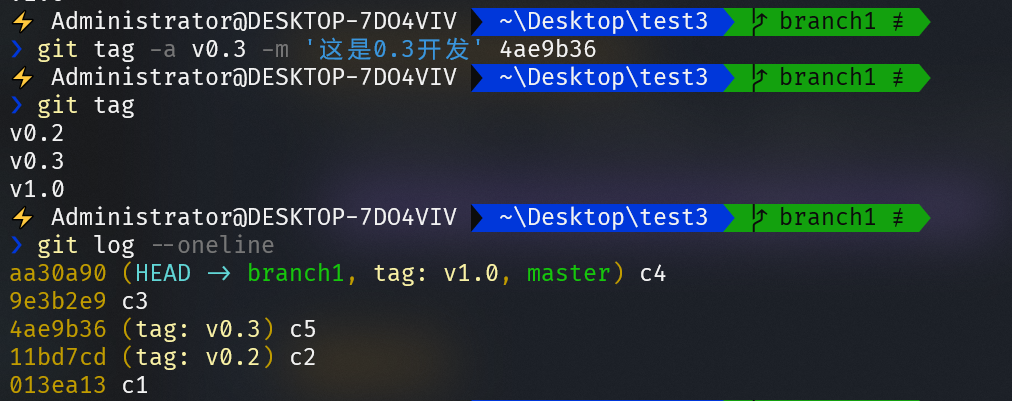 ⚡ Administrator@DESKTOP-7DO4VIV ~\Desktop\test3 branch1 ≢
❯ git tag -a v0.3 -m '这是0.3开发' 4ae9b36
⚡ Administrator@DESKTOP-7DO4VIV ~\Desktop\test3 branch1 ≢
❯ git tag
v0.2
v0.3
v1.0
⚡ Administrator@DESKTOP-7DO4VIV ~\Desktop\test3 branch1 ≢
❯ git log --oneline
aa30a90 (HEAD -> branch1, tag: v1.0, master) c4
9e3b2e9 c3
4ae9b36 (tag: v0.3) c5
11bd7cd (tag: v0.2) c2
013ea13 c1